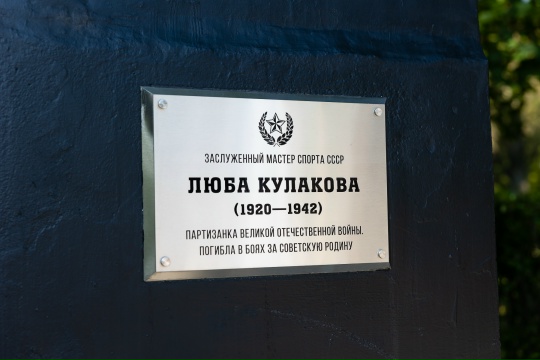 ЗАСЛУЖЕННЫЙ МАСТЕР СПОРТА СССР
ЛЮБА КУЛАКОВА
(1920—1942)
ПАРТИЗАНКА ВЕЛИКОЙ ОТЕЧЕСТВЕННОЙ ВОЙНЫ.
ПОГИБЛА В БОЯХ ЗА СОВЕТСКУЮ РОДИНУ